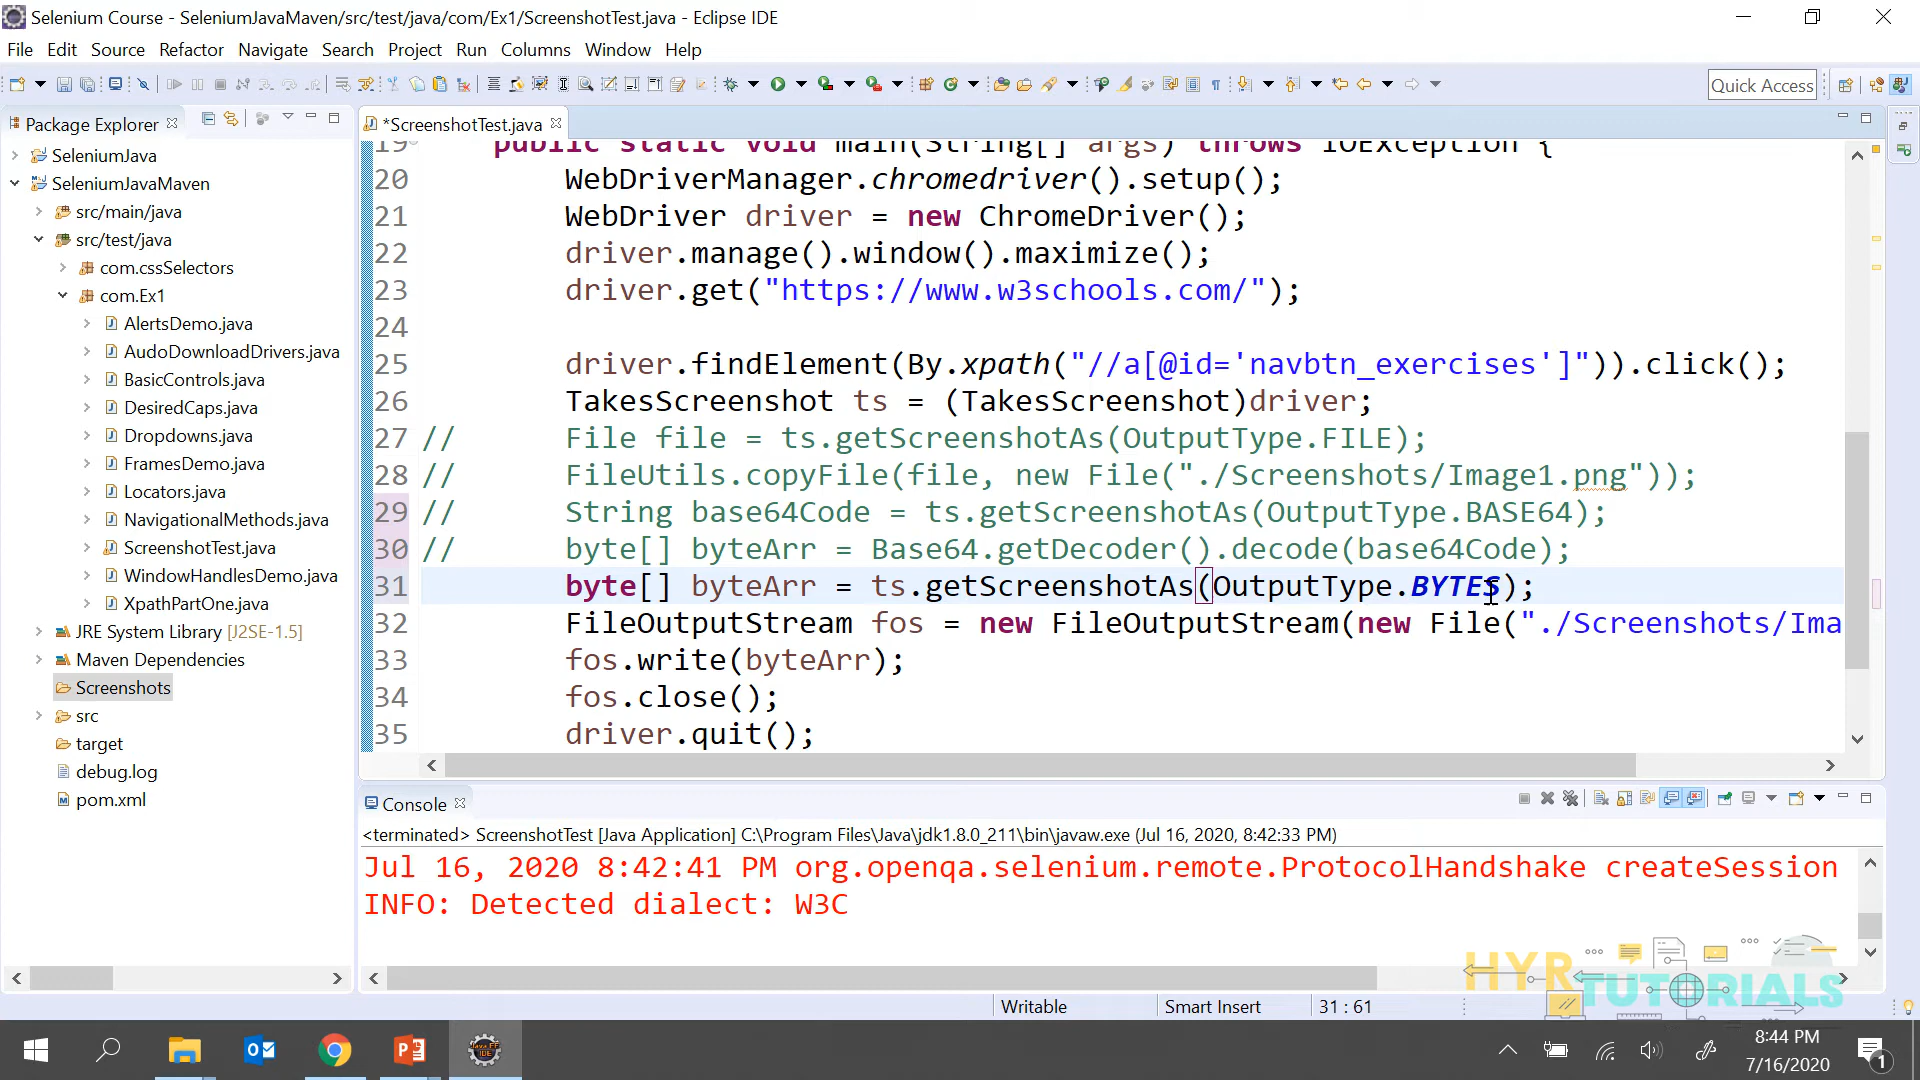 Selenium Course - SeleniumJavaMaven/src/test/java/com/Ex1/ScreenshotTest.java - Eclipse IDE
File Edit Source Refactor Navigate Search Project Run Columns Window Help
Quick Access
Package Explorer
SeleniumJava
SeleniumJavaMaven
src/main/java
src/test/java
com.cssSelectors
com.Ex1
AlertsDemo.java
AudoDownloadDrivers.java
BasicControls.java
DesiredCaps.java
Dropdowns.java
FramesDemo.java
Locators.java
NavigationalMethods.java
ScreenshotTest.java
WindowHandlesDemo.java
XpathPartOne.java
JRE System Library [J2SE-1.5]
Maven Dependencies
Screenshots
src
target
debug.log
pom.xml
*ScreenshotTest.java
19 public static void main(String[] args) throws IOException {
20 WebDriverManager.chromedriver().setup();
21 WebDriver driver = new ChromeDriver();
22 driver.manage().window().maximize();
23 driver.get("https://www.w3schools.com/");
24
25 driver.findElement(By.xpath("//a[@id='navbtn_exercises']")).click();
26 TakesScreenshot ts = (TakesScreenshot)driver;
27 // File file = ts.getScreenshotAs(OutputType.FILE);
28 // FileUtils.copyFile(file, new File("./Screenshots/Image1.png"));
29 // String base64Code = ts.getScreenshotAs(OutputType.BASE64);
30 // byte[] byteArr = Base64.getDecoder().decode(base64Code);
31 byte[] byteArr = ts.getScreenshotAs(OutputType.BYTES);
32 FileOutputStream fos = new FileOutputStream(new File("./Screenshots/Ima
33 fos.write(byteArr);
34 fos.close();
35 driver.quit();
Console
<terminated> ScreenshotTest [Java Application] C:\Program Files\Java\jdk1.8.0_211\bin\javaw.exe (Jul 16, 2020, 8:42:33 PM)
Jul 16, 2020 8:42:41 PM org.openqa.selenium.remote.ProtocolHandshake createSession
INFO: Detected dialect: W3C
HYR TUTORIALS
Writable Smart Insert 31 : 61
8:44 PM
7/16/2020
1